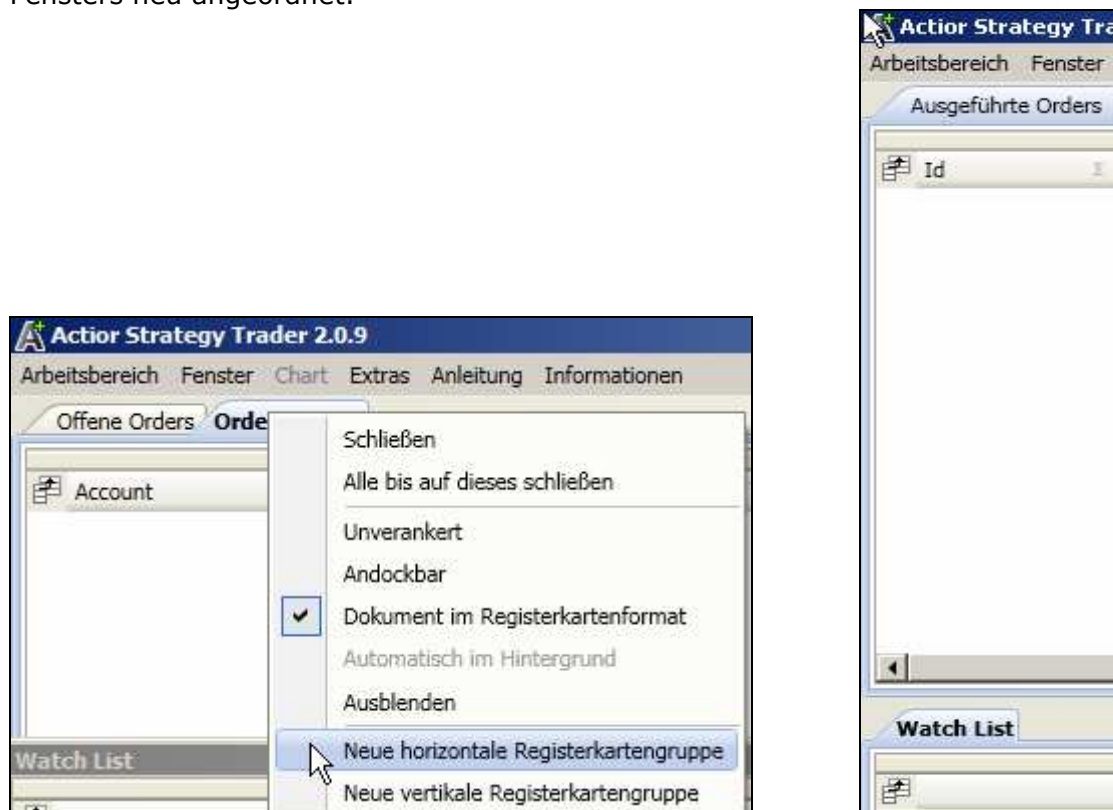 Fensters neu angeordnet.
Actior Strategy Trader 2.0.9
Arbeitsbereich Fenster Chart Extras Anleitung Informationen
Offene Orders Orde
Account
Schließen
Alle bis auf dieses schließen
Unverankert
Andockbar
Dokument im Registerkartenformat
Automatisch im Hintergrund
Ausblenden
Neue horizontale Registerkartengruppe
Neue vertikale Registerkartengruppe
Watch List
Actior Strategy Tra
Arbeitsbereich Fenster
Ausgeführte Orders
Id Σ
Watch List